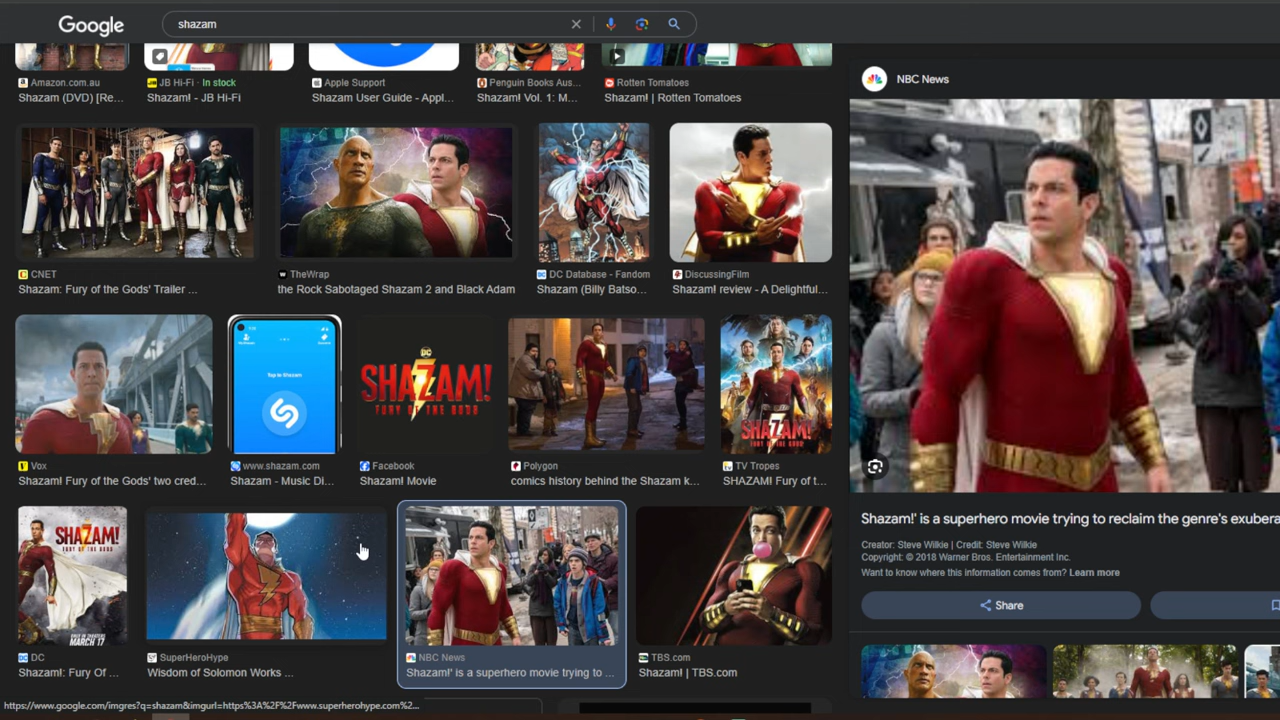 Google
shazam
NBC News
Amazon.com.au
Shazam (DVD) [Re...
JB Hi-Fi · In stock
Shazam! - JB Hi-Fi
Apple Support
Shazam User Guide - Appl...
Penguin Books Aus...
Shazam! Vol. 1: M...
Rotten Tomatoes
Shazam! | Rotten Tomatoes
CNET
Shazam: Fury of the Gods' Trailer ...
TheWrap
the Rock Sabotaged Shazam 2 and Black Adam
DC Database - Fandom
Shazam (Billy Batso...
DiscussingFilm
Shazam! review - A Delightful...
Tap to Shazam
DC
SHAZAM!
FURY OF THE GODS
SHAZAM!
Vox
Shazam! Fury of the Gods' two cred...
www.shazam.com
Shazam - Music Di...
Facebook
Shazam! Movie
Polygon
comics history behind the Shazam k...
TV Tropes
SHAZAM! Fury of t...
SHAZAM!
FURY OF THE GODS
MARCH 17
DC
Shazam!: Fury Of ...
SuperHeroHype
Wisdom of Solomon Works ...
NBC News
Shazam!' is a superhero movie trying to ...
TBS.com
Shazam! | TBS.com
Shazam!' is a superhero movie trying to reclaim the genre's exubera
Creator: Steve Wilkie | Credit: Steve Wilkie
Copyright: © 2018 Warner Bros. Entertainment Inc.
Want to know where this information comes from? Learn more
Share
https://www.google.com/imgres?q=shazam&imgurl=https%3A%2F%2Fwww.superherohype.com%2...